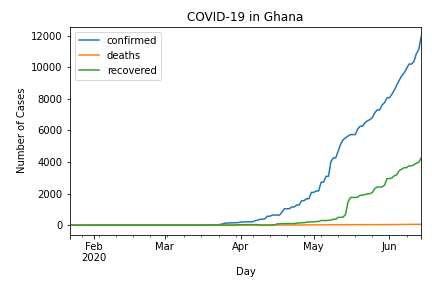 COVID-19 in Ghana
confirmed
deaths
recovered
Number of Cases
12000
10000
8000
6000
4000
2000
0
Feb Mar Apr May Jun
2020
Day